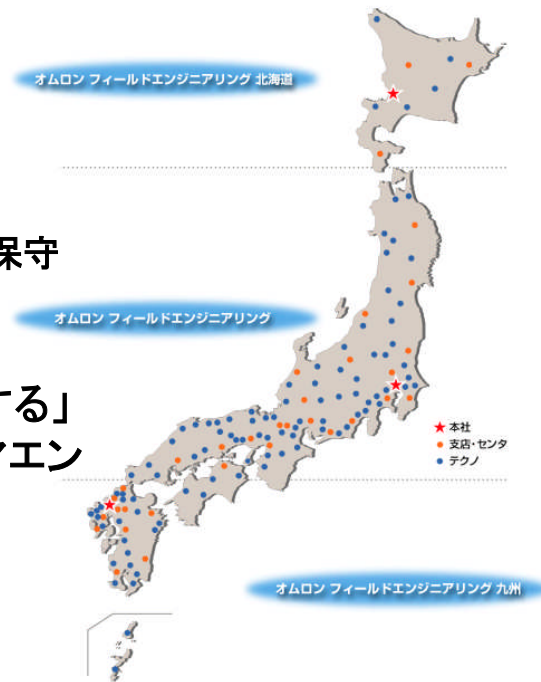 オムロン フィールドエンジニアリング 北海道
保守
オムロン フィールドエンジニアリング
する」
アエン
本社
支店・センタ
テクノ
オムロン フィールドエンジニアリング 九州